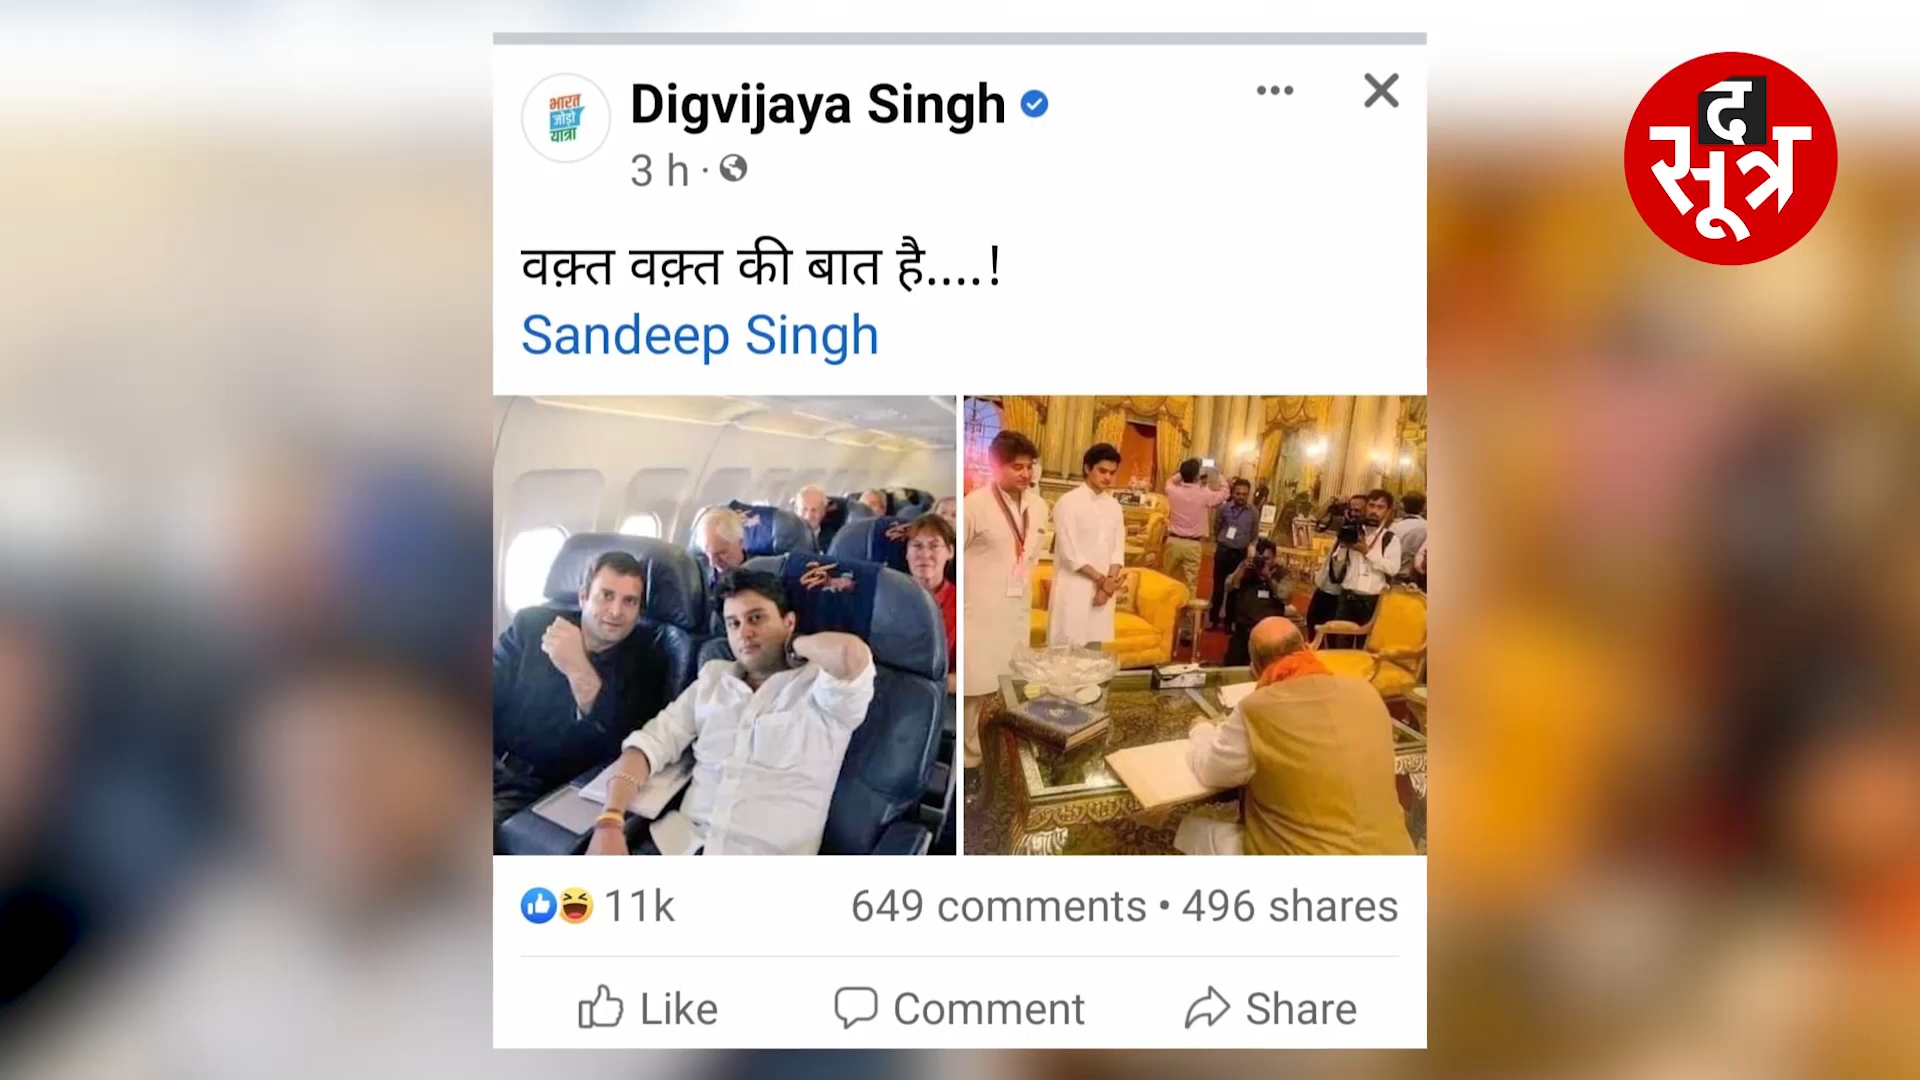 भारत
जोड़ो
यात्रा
Digvijaya Singh
3 h ·
वक़्त वक़्त की बात है....!
Sandeep Singh
11k
649 comments • 496 shares
Like
Comment
Share
द
सूत्र